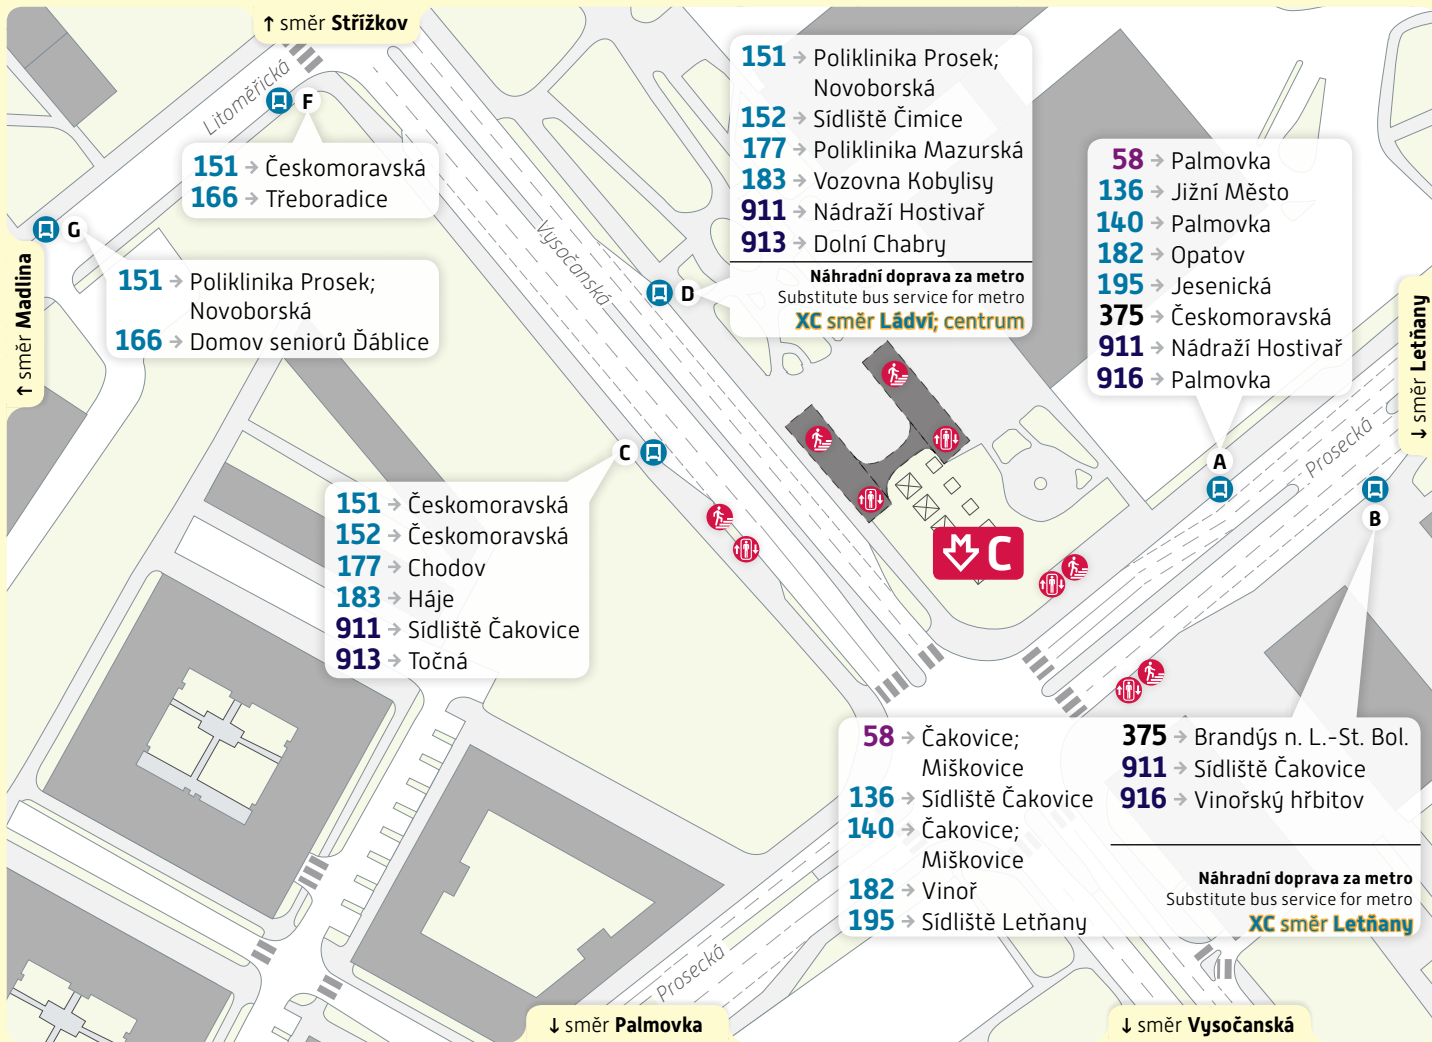 ↑ směr Střížkov
Litoměřická
F
151 → Českomoravská
166 → Třeboradice
G
151 → Poliklinika Prosek;
Novoborská
166 → Domov seniorů Ďáblice
↑ směr Madlina
Vysočanská
D
151 → Poliklinika Prosek;
Novoborská
152 → Sídliště Čimice
177 → Poliklinika Mazurská
183 → Vozovna Kobylisy
911 → Nádraží Hostivař
913 → Dolní Chabry
Náhradní doprava za metro
Substitute bus service for metro
XC směr Ládví; centrum
58 → Palmovka
136 → Jižní Město
140 → Palmovka
182 → Opatov
195 → Jesenická
375 → Českomoravská
911 → Nádraží Hostivař
916 → Palmovka
A
Prosecká
↓ směr Letňany
B
C
151 → Českomoravská
152 → Českomoravská
177 → Chodov
183 → Háje
911 → Sídliště Čakovice
913 → Točná
C
58 → Čakovice;
Miškovice
136 → Sídliště Čakovice
140 → Čakovice;
Miškovice
182 → Vinoř
195 → Sídliště Letňany
375 → Brandýs n. L.-St. Bol.
911 → Sídliště Čakovice
916 → Vinořský hřbitov
Náhradní doprava za metro
Substitute bus service for metro
XC směr Letňany
Prosecká
↓ směr Palmovka
↓ směr Vysočanská